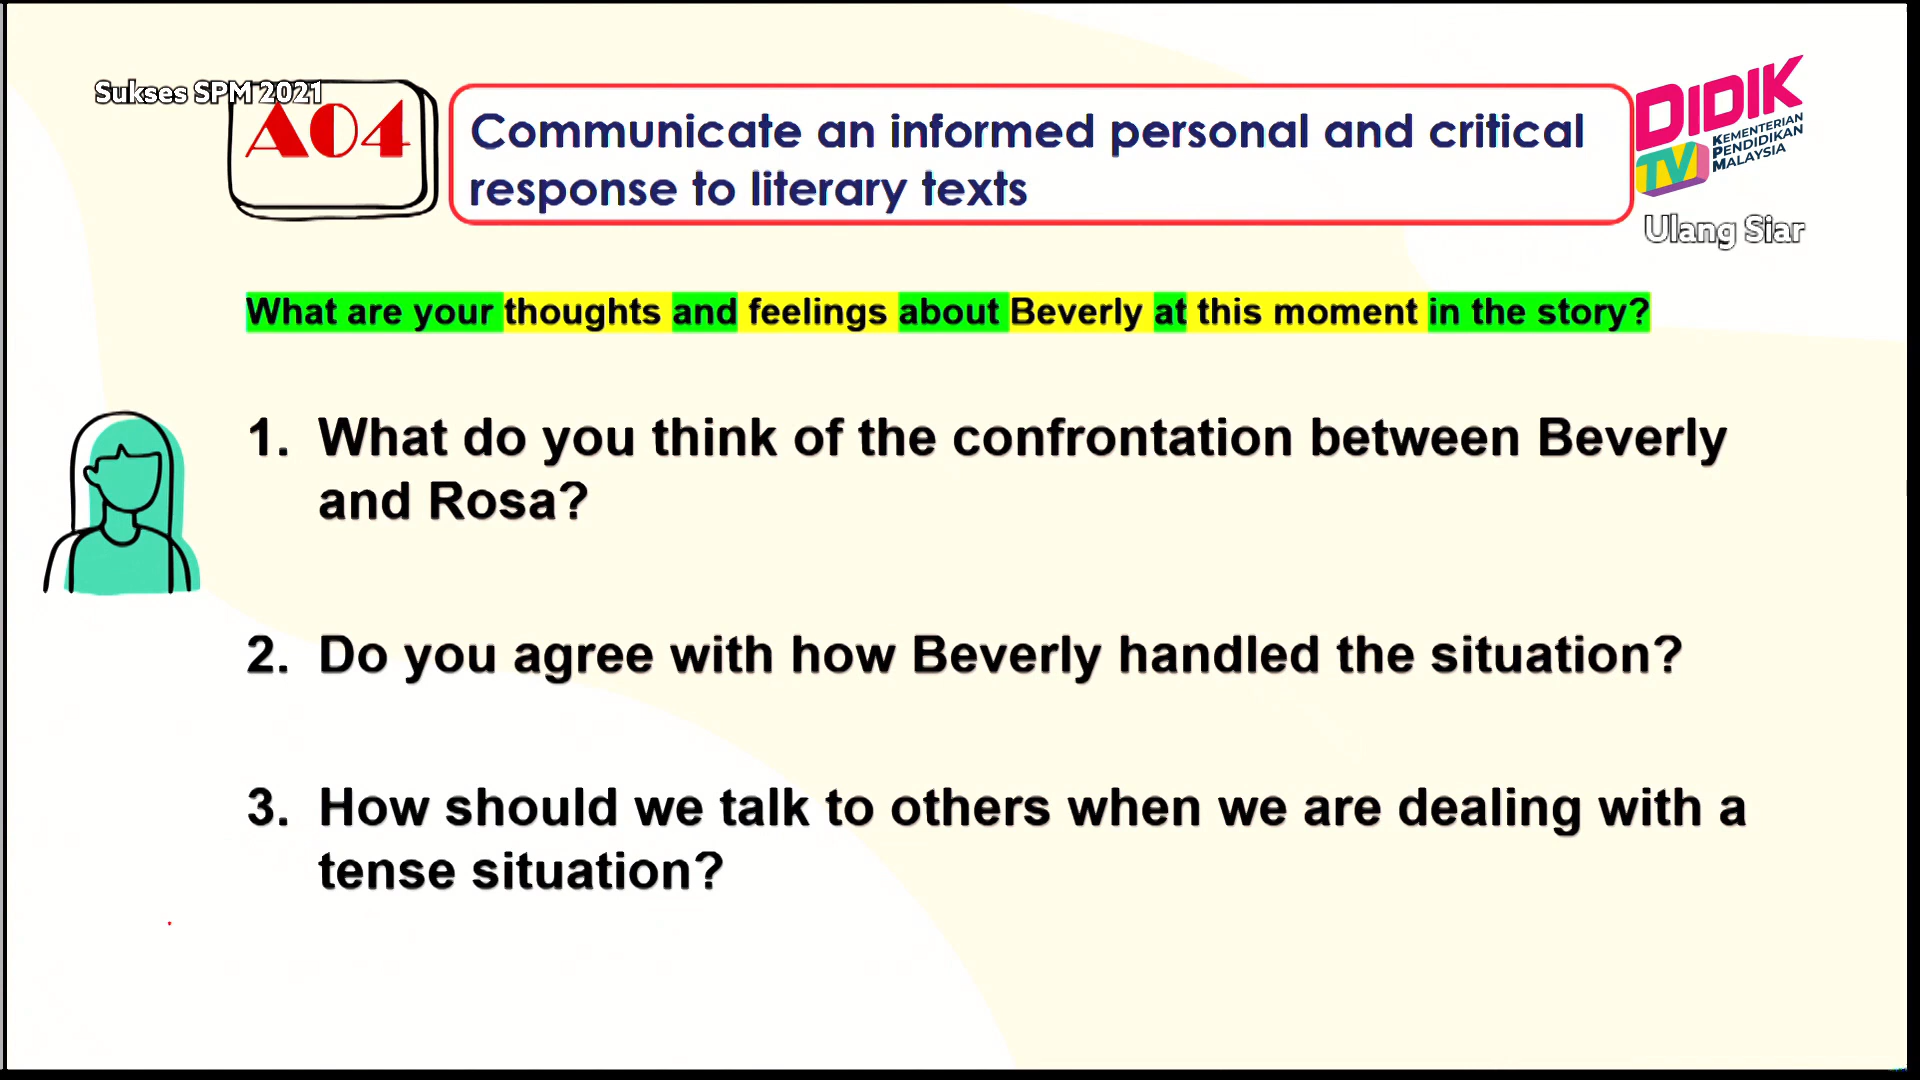 Sukses SPM 2021
AO4
Communicate an informed personal and critical
response to literary texts
DIDIK
TV
KEMENTERIAN
PENDIDIKAN
MALAYSIA
Ulang Siar
What are your thoughts and feelings about Beverly at this moment in the story?
1. What do you think of the confrontation between Beverly
and Rosa?
2. Do you agree with how Beverly handled the situation?
3. How should we talk to others when we are dealing with a
tense situation?